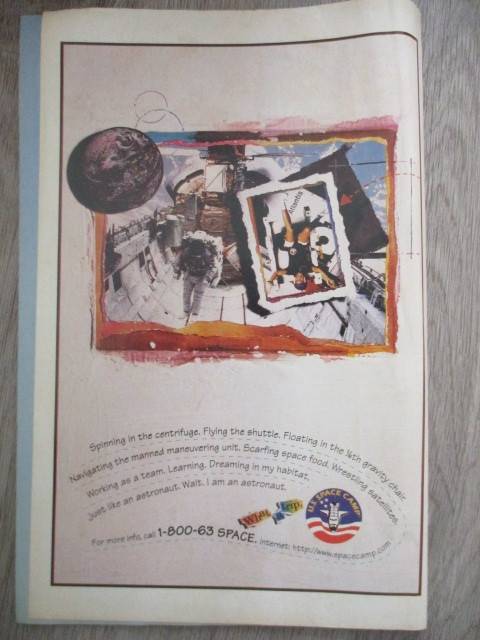 Spinning in the centrifuge. Flying the shuttle. Floating in the ⅙th gravity chair.
Navigating the manned maneuvering unit. Scarfing space food. Wrestling satellites.
Working as a team. Learning. Dreaming in my habitat.
Just like an astronaut. Wait. I am an astronaut.
U.S. SPACE CAMP
For more info, call 1-800-63 SPACE. Internet: http://www.spacecamp.com